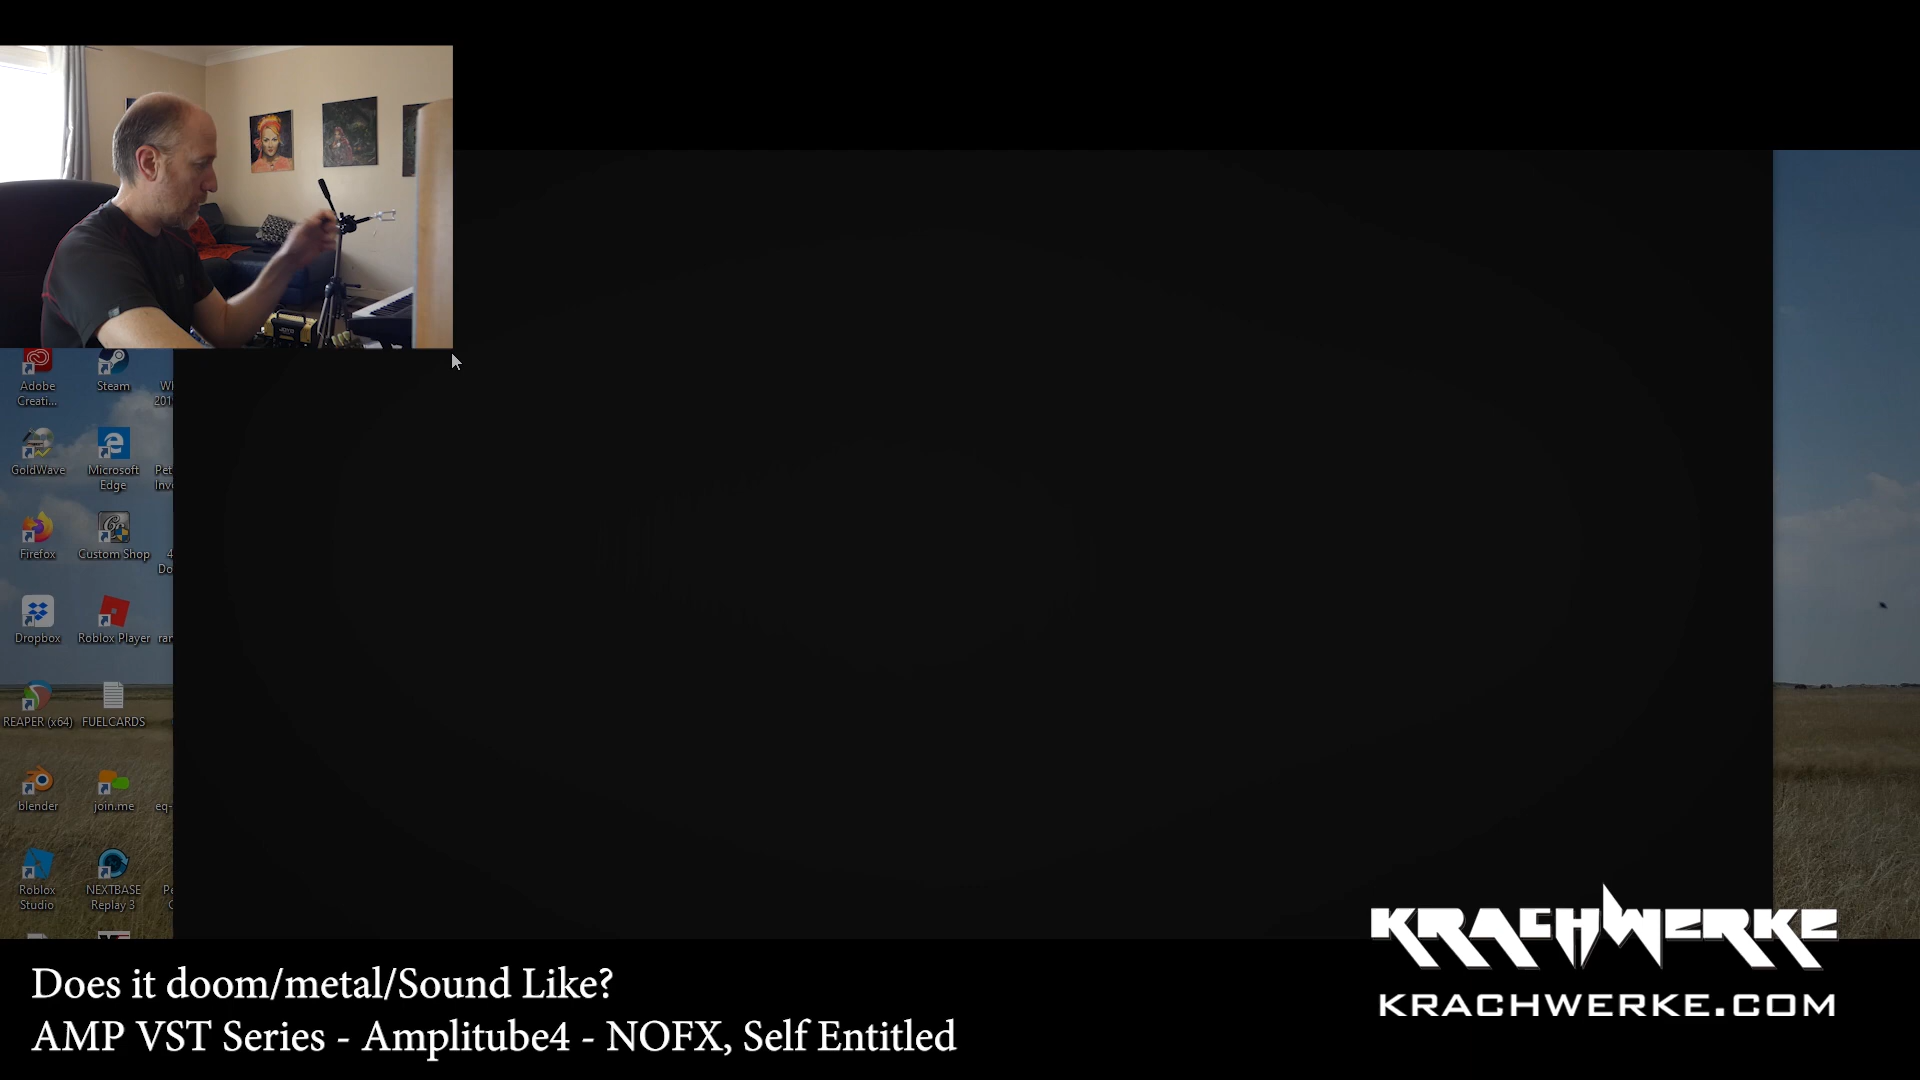 Adobe
Creati...
Steam
GoldWave
Microsoft
Edge
Firefox
Custom Shop
Dropbox
Roblox Player
REAPER (x64)
FUELCARDS
blender
join.me
eq-
Roblox
Studio
NEXTBASE
Replay 3
KRACHWERKE
KRACHWERKE.COM
Does it doom/metal/Sound Like?
AMP VST Series - Amplitube4 - NOFX, Self Entitled